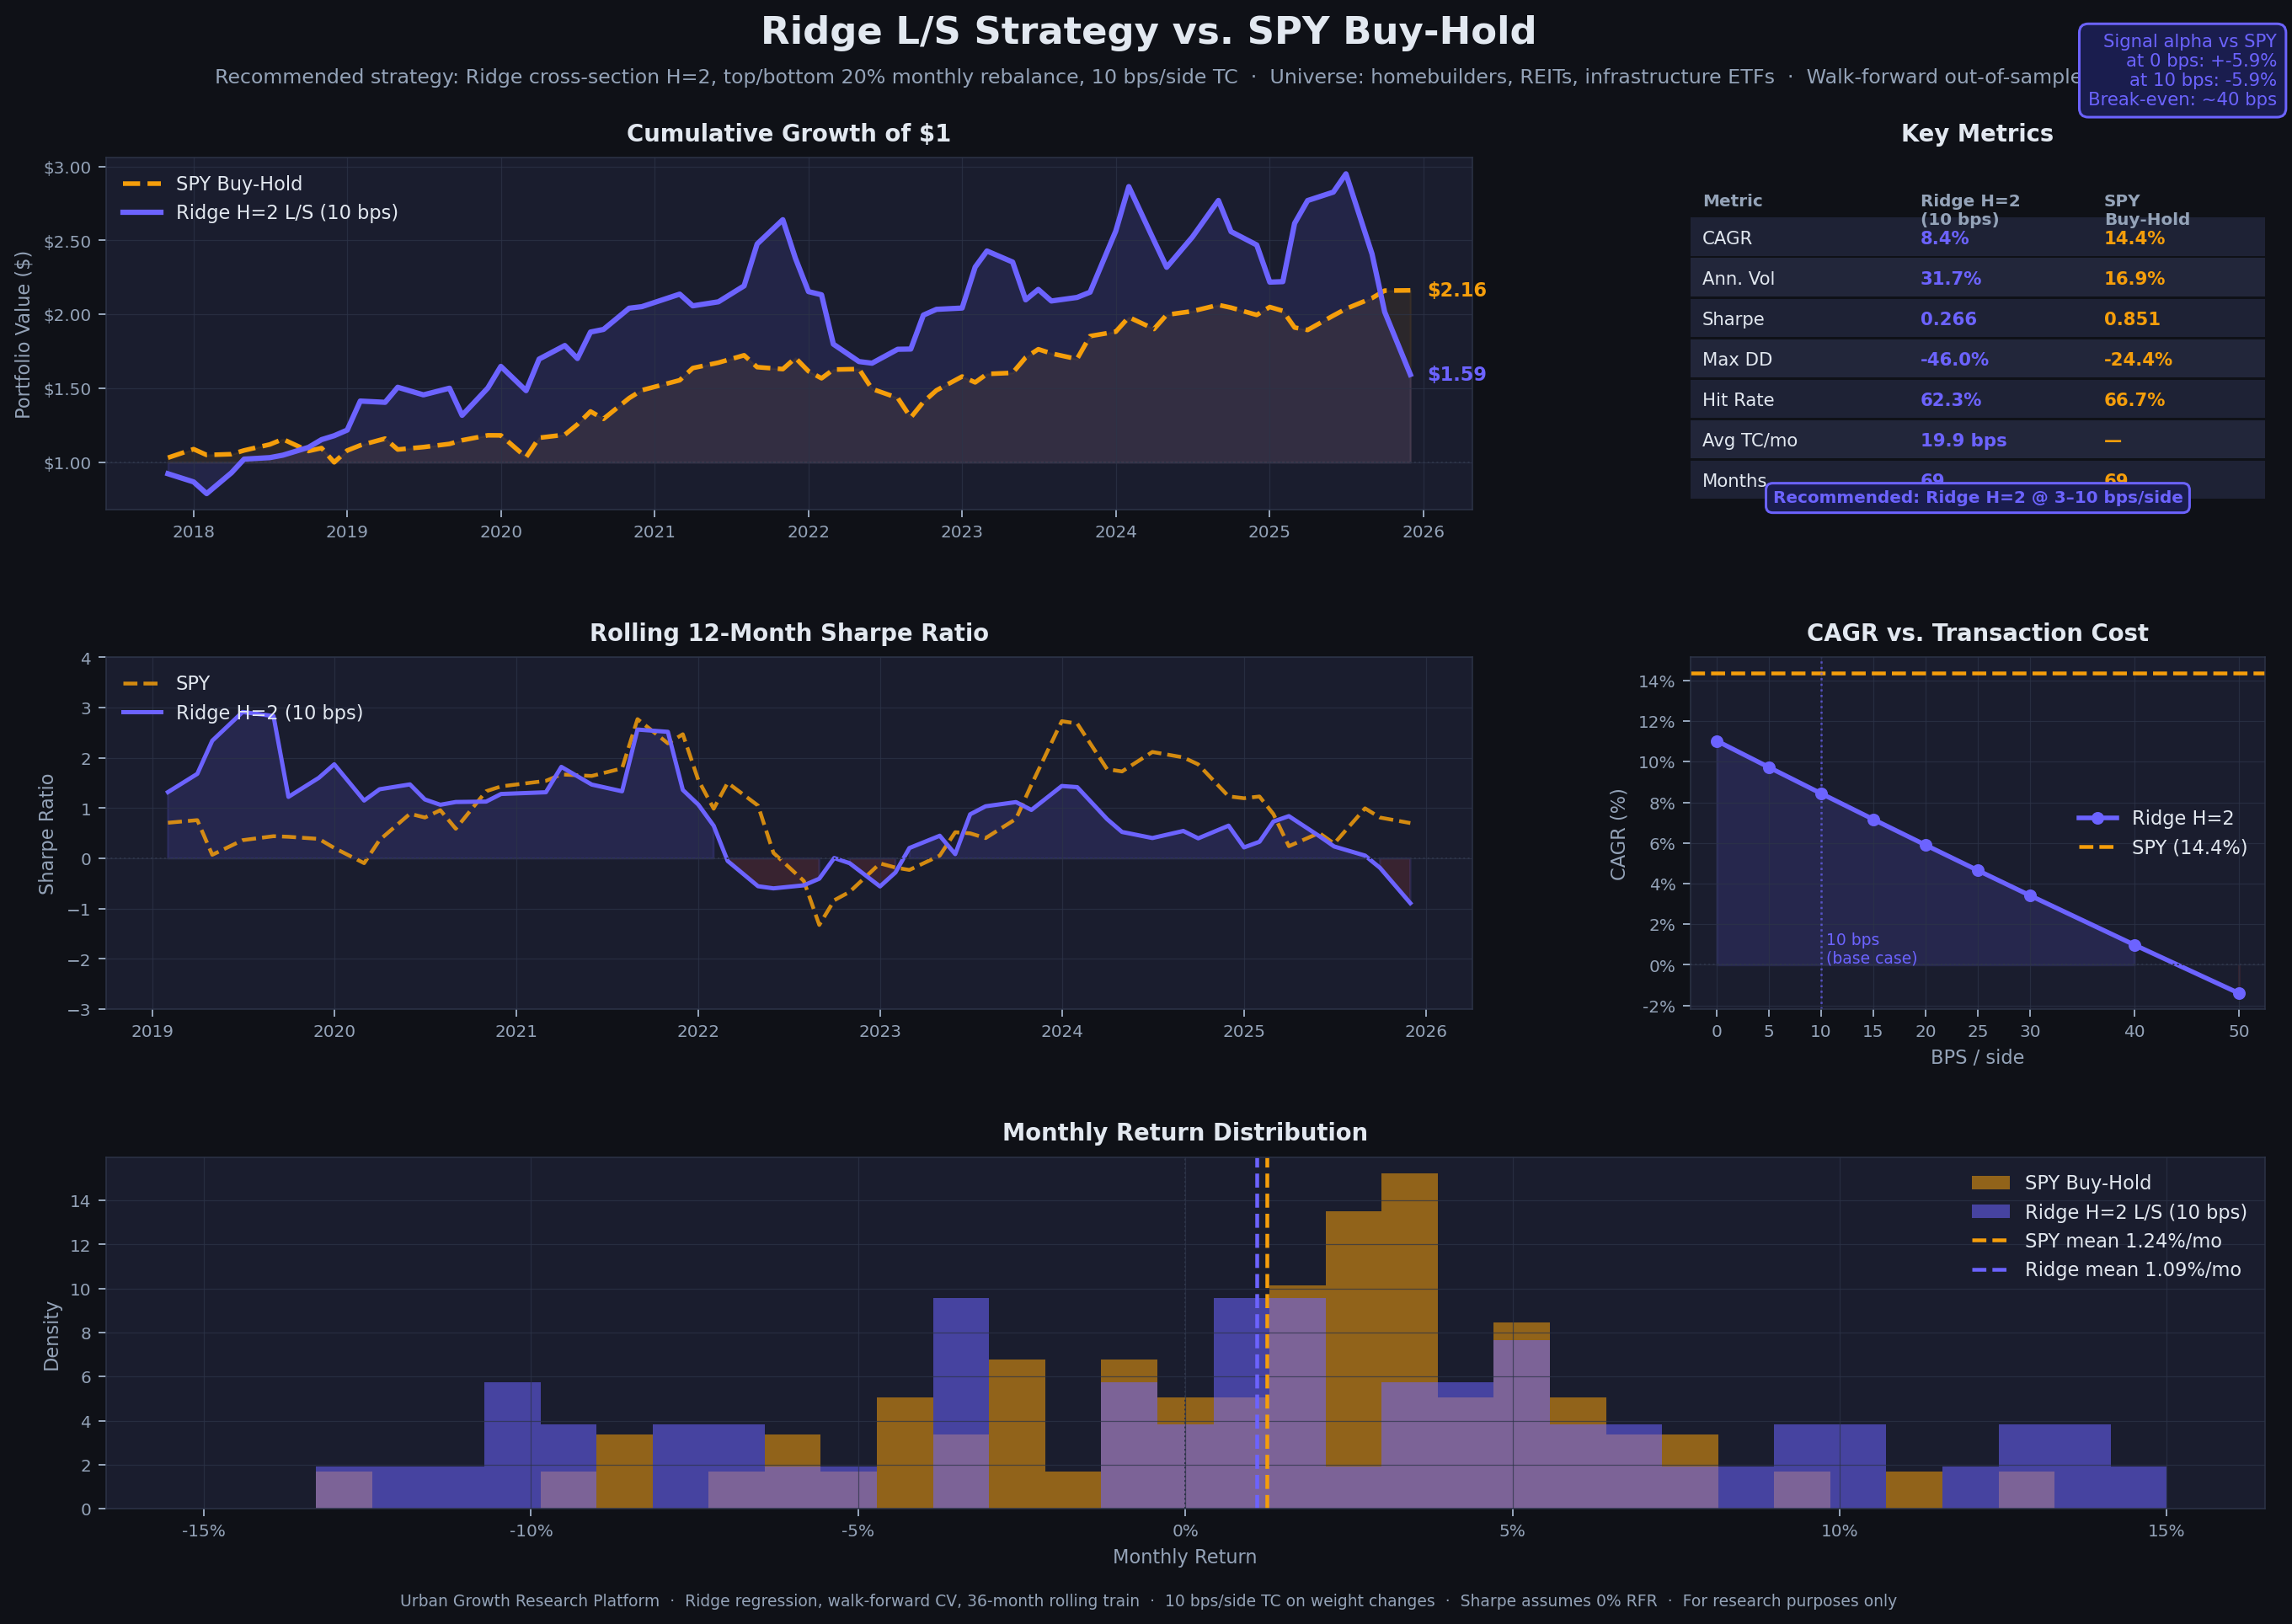 Ridge L/S Strategy vs. SPY Buy-Hold
Recommended strategy: Ridge cross-section H=2, top/bottom 20% monthly rebalance, 10 bps/side TC · Universe: homebuilders, REITs, infrastructure ETFs · Walk-forward out-of-sample
Signal alpha vs SPY
at 0 bps: +-5.9%
at 10 bps: -5.9%
Break-even: ~40 bps
Cumulative Growth of $1
Portfolio Value ($)
$3.00
$2.50
$2.00
$1.50
$1.00
SPY Buy-Hold
Ridge H=2 L/S (10 bps)
$2.16
$1.59
2018 2019 2020 2021 2022 2023 2024 2025 2026
Key Metrics
Metric Ridge H=2 (10 bps) SPY Buy-Hold
CAGR 8.4% 14.4%
Ann. Vol 31.7% 16.9%
Sharpe 0.266 0.851
Max DD -46.0% -24.4%
Hit Rate 62.3% 66.7%
Avg TC/mo 19.9 bps —
Months 69 69
Recommended: Ridge H=2 @ 3–10 bps/side
Rolling 12-Month Sharpe Ratio
Sharpe Ratio
4
3
2
1
0
−1
−2
−3
SPY
Ridge H=2 (10 bps)
2019 2020 2021 2022 2023 2024 2025 2026
CAGR vs. Transaction Cost
CAGR (%)
14%
12%
10%
8%
6%
4%
2%
0%
-2%
Ridge H=2
SPY (14.4%)
10 bps
(base case)
0 5 10 15 20 25 30 40 50
BPS / side
Monthly Return Distribution
Density
14
12
10
8
6
4
2
0
SPY Buy-Hold
Ridge H=2 L/S (10 bps)
SPY mean 1.24%/mo
Ridge mean 1.09%/mo
-15% -10% -5% 0% 5% 10% 15%
Monthly Return
Urban Growth Research Platform · Ridge regression, walk-forward CV, 36-month rolling train · 10 bps/side TC on weight changes · Sharpe assumes 0% RFR · For research purposes only